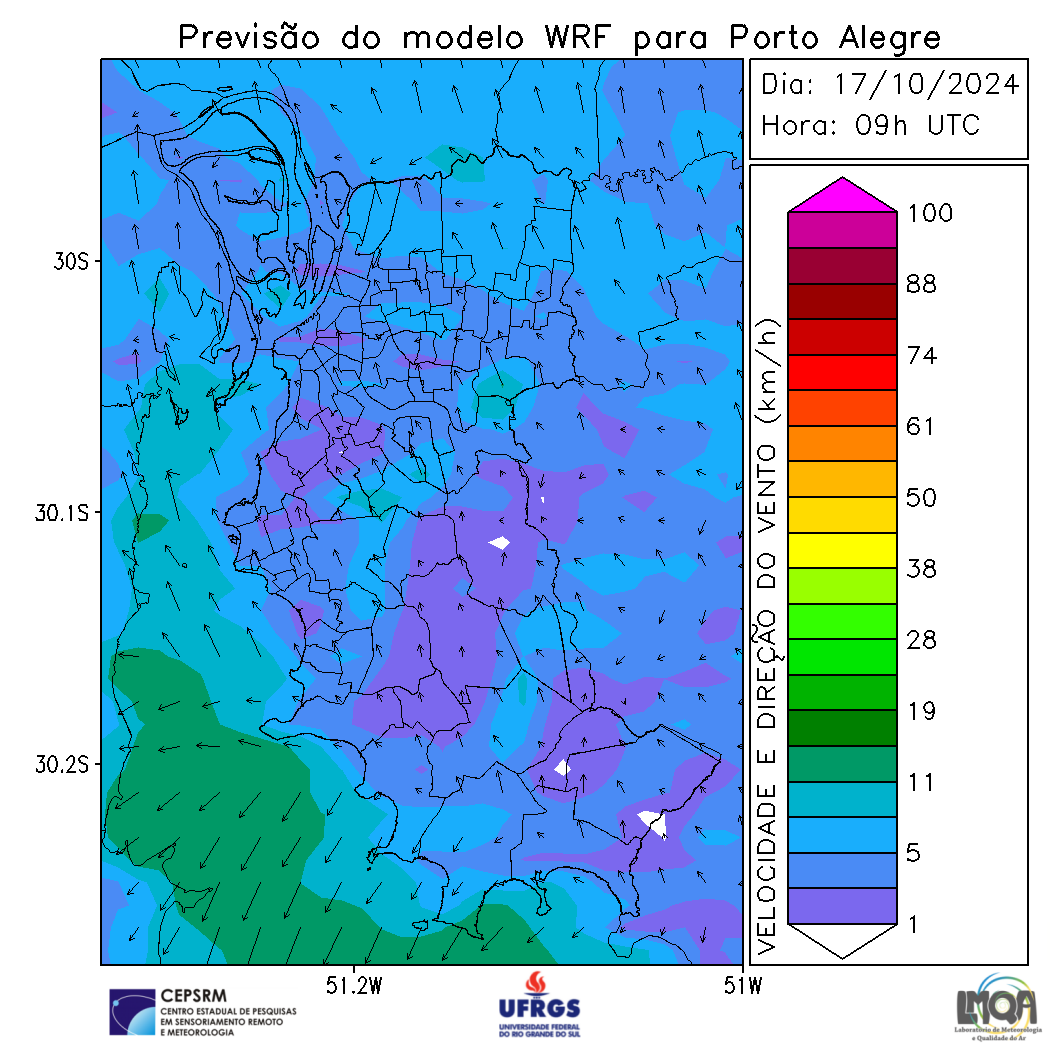 Previsão do modelo WRF para Porto Alegre
Dia: 17/10/2024
Hora: 09h UTC
30S
30.1S
30.2S
51.2W
51W
VELOCIDADE E DIREÇÃO DO VENTO (km/h)
100
88
74
61
50
38
28
19
11
5
1
CEPSRM
CENTRO ESTADUAL DE PESQUISAS
EM SENSORIAMENTO REMOTO
E METEOROLOGIA
UFRGS
UNIVERSIDADE FEDERAL
DO RIO GRANDE DO SUL
LMQA
Laboratório de Meteorologia
e Qualidade do Ar